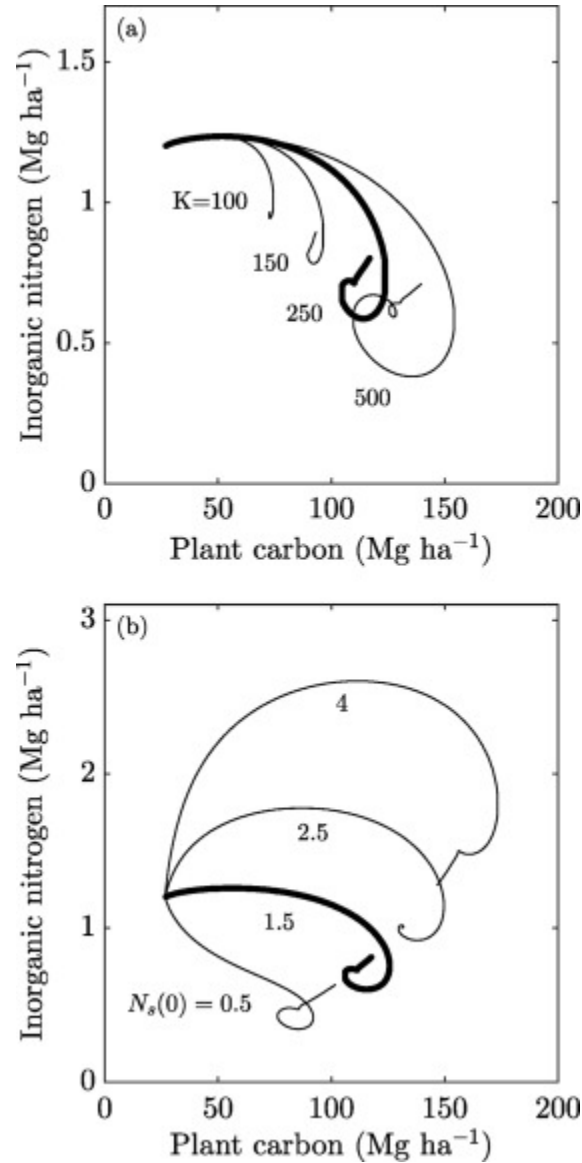 (a)
Inorganic nitrogen (Mg ha⁻¹)
1.5
1
0.5
0
K=100
150
250
500
0 50 100 150 200
Plant carbon (Mg ha⁻¹)
(b)
Inorganic nitrogen (Mg ha⁻¹)
3
2
1
0
4
2.5
1.5
Nₛ(0) = 0.5
0 50 100 150 200
Plant carbon (Mg ha⁻¹)